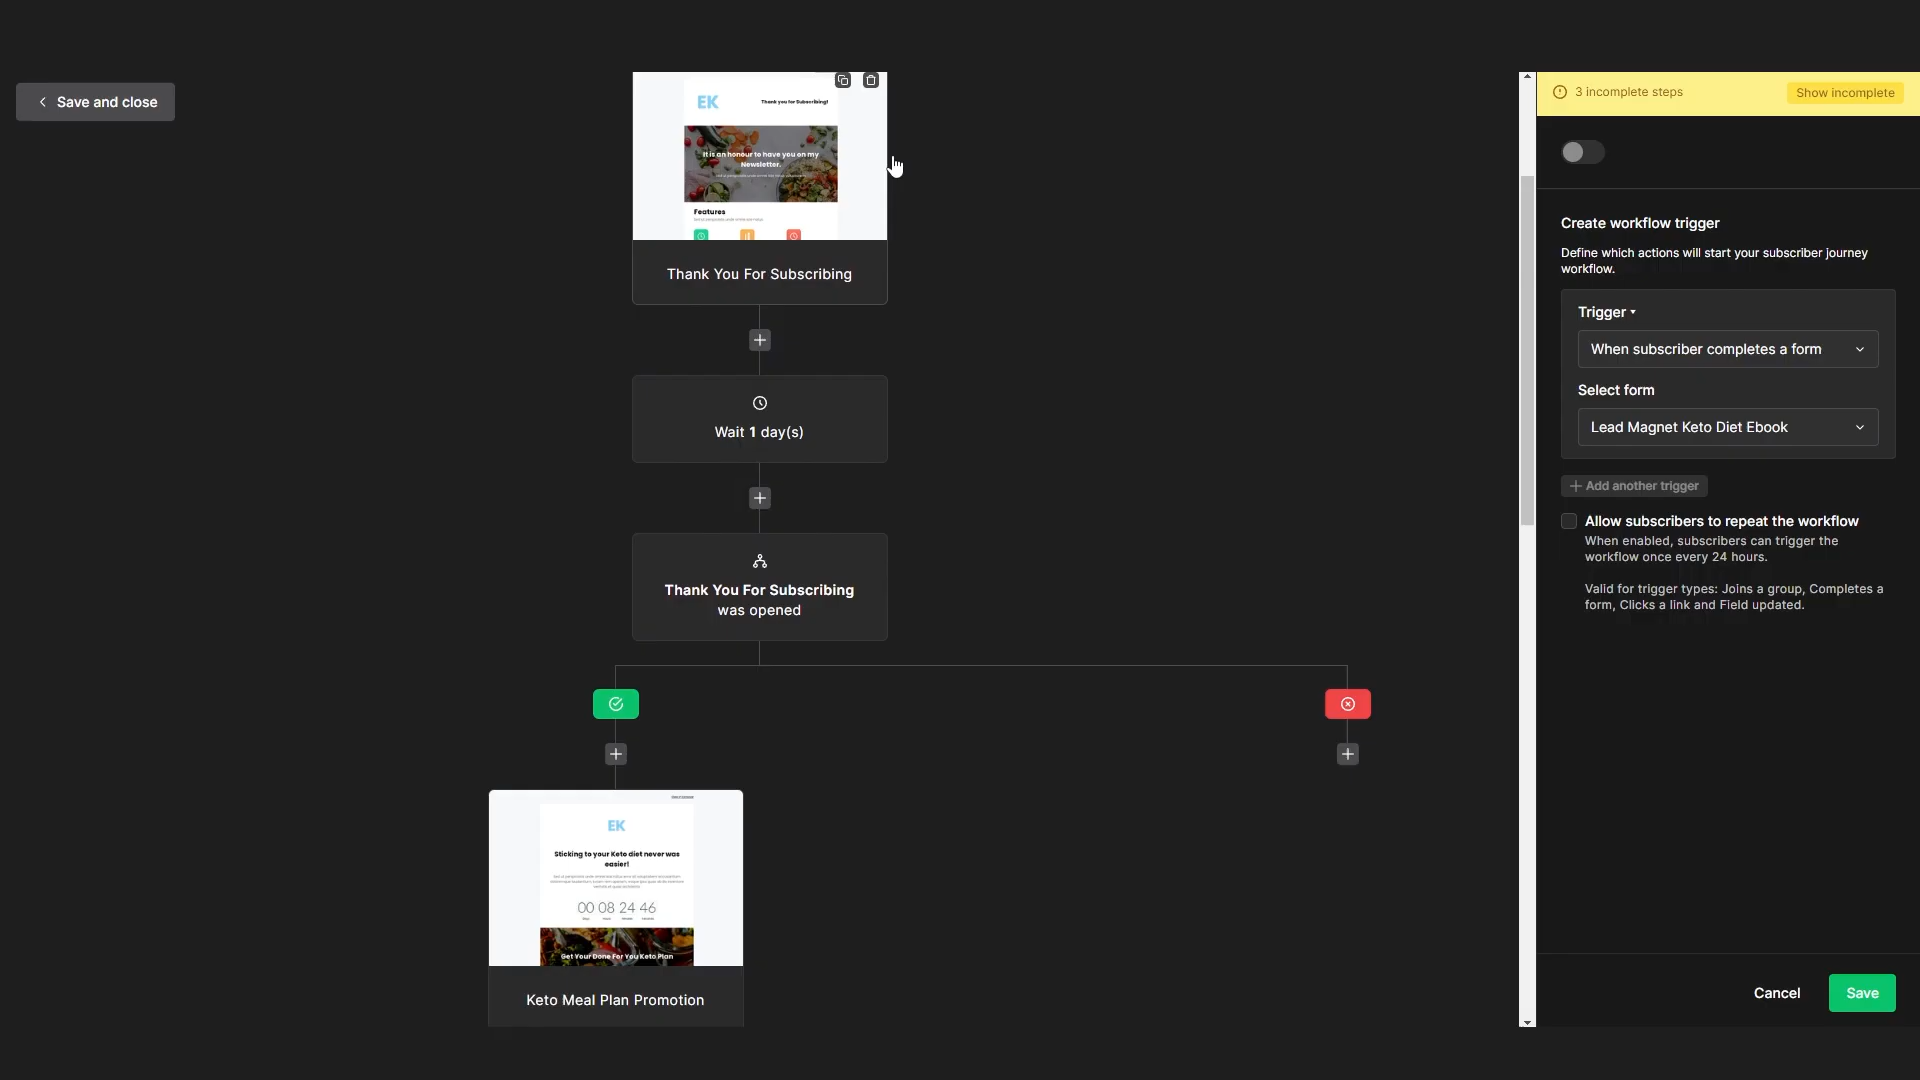 Save and close
EK
Thank you for Subscribing!
It is an honour to have you on my
Newsletter.
Features
Thank You For Subscribing
Wait 1 day(s)
Thank You For Subscribing
was opened
EK
Sticking to your Keto diet never was
easier!
00 08 24 46
Get Your Done For You Keto Plan
Keto Meal Plan Promotion
3 incomplete steps
Show incomplete
Create workflow trigger
Define which actions will start your subscriber journey
workflow.
Trigger
When subscriber completes a form
Select form
Lead Magnet Keto Diet Ebook
+ Add another trigger
Allow subscribers to repeat the workflow
When enabled, subscribers can trigger the
workflow once every 24 hours.
Valid for trigger types: Joins a group, Completes a
form, Clicks a link and Field updated.
Cancel
Save